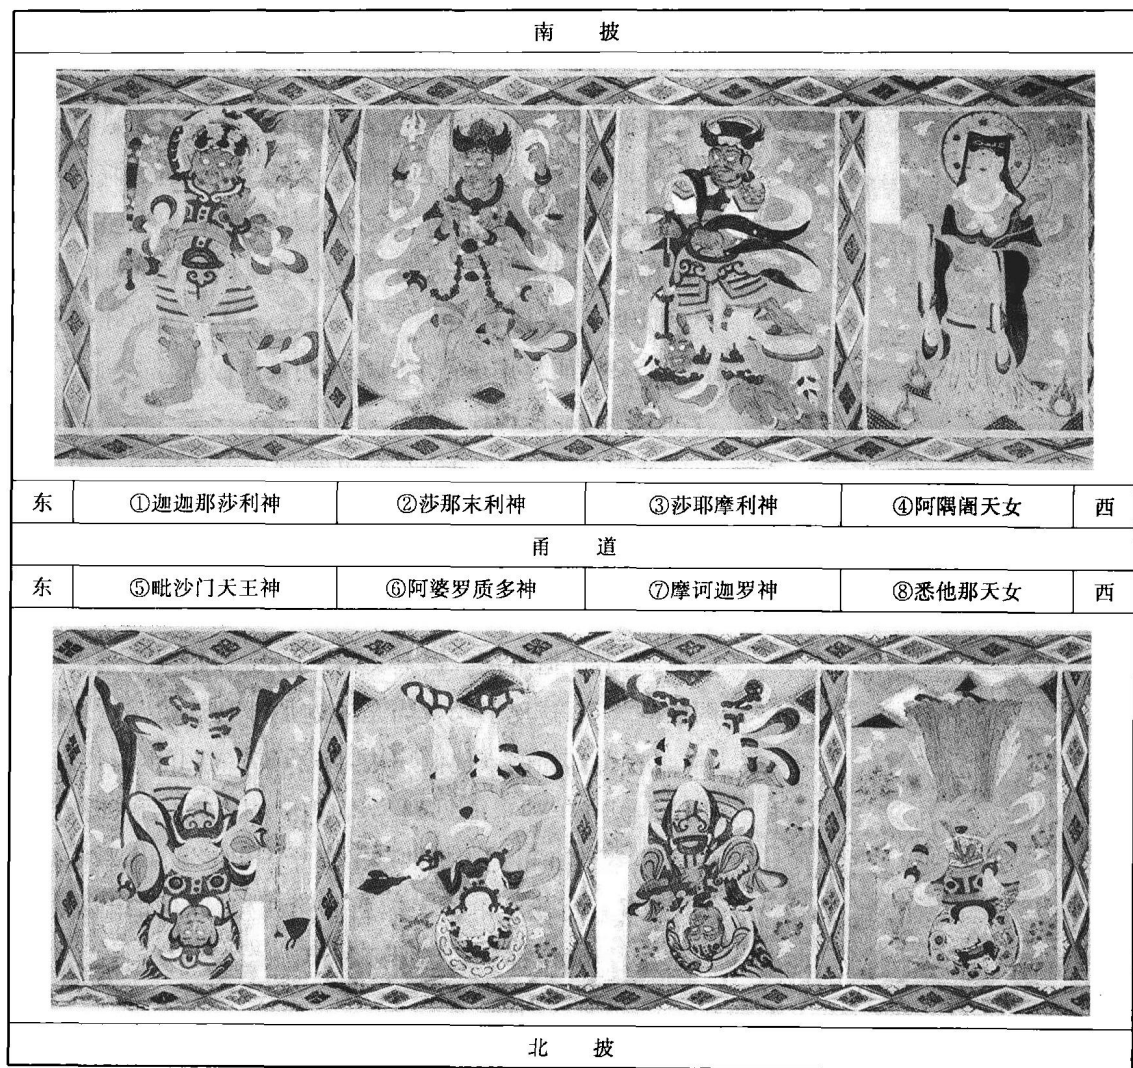 南 披
东 ①迦迦那莎利神 ②莎那末利神 ③莎耶摩利神 ④阿隅阇天女 西
甬 道
东 ⑤毗沙门天王神 ⑥阿婆罗质多神 ⑦摩诃迦罗神 ⑧悉他那天女 西
北 披